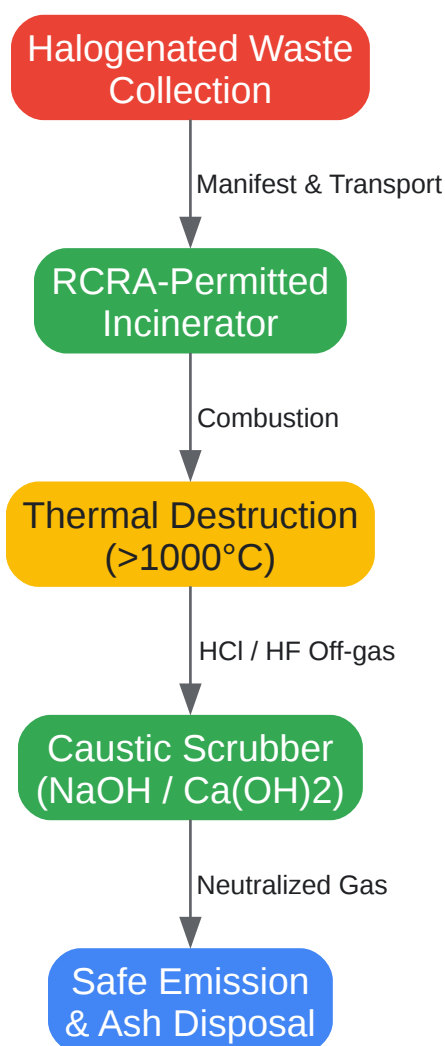 Halogenated Waste
Collection
Manifest & Transport
RCRA-Permitted
Incinerator
Combustion
Thermal Destruction
(>1000°C)
HCl / HF Off-gas
Caustic Scrubber
(NaOH / Ca(OH)2)
Neutralized Gas
Safe Emission
& Ash Disposal